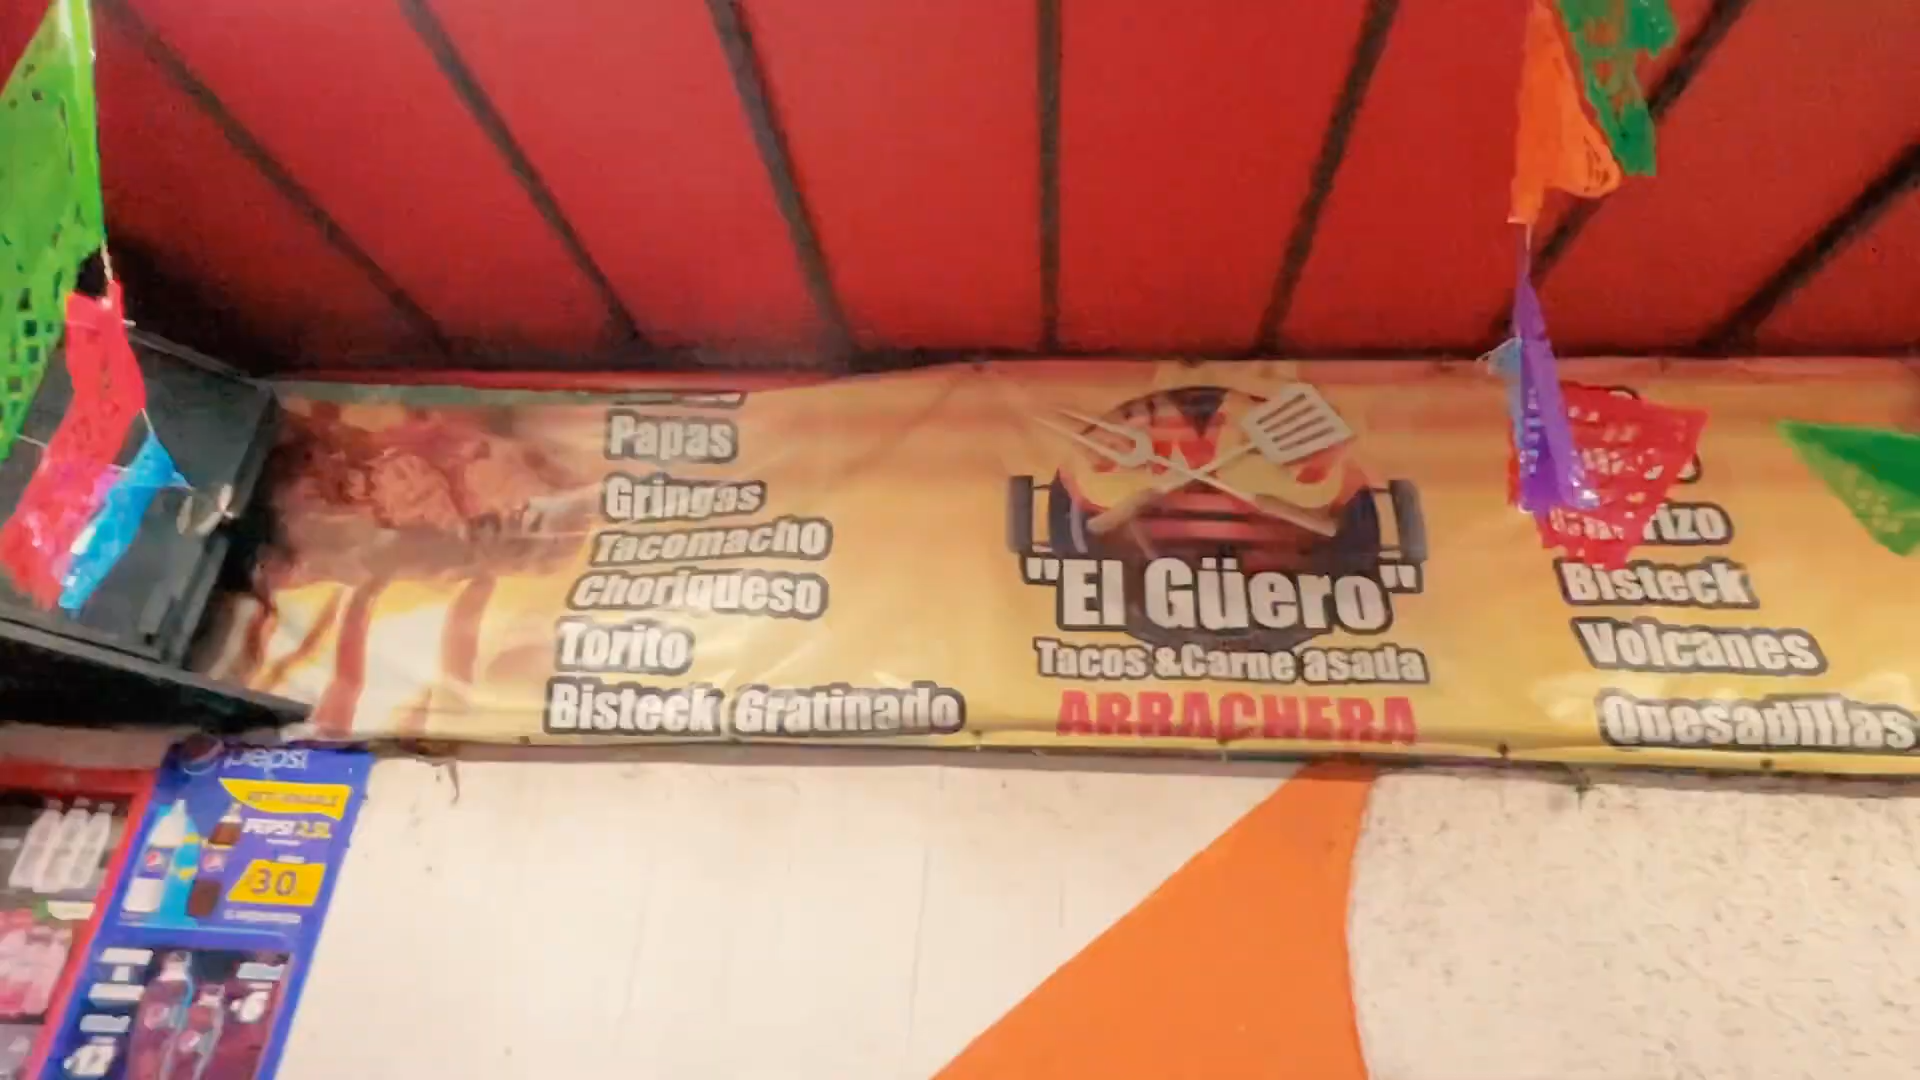 Papas
Gringas
Tacomacho
Choriqueso
Torito
Bisteck Gratinado
"El Güero"
Tacos &Carne asada
ARRACHERA
Bisteck
Volcanes
Quesadillas
pepsi
PEPSI 2.5L
30